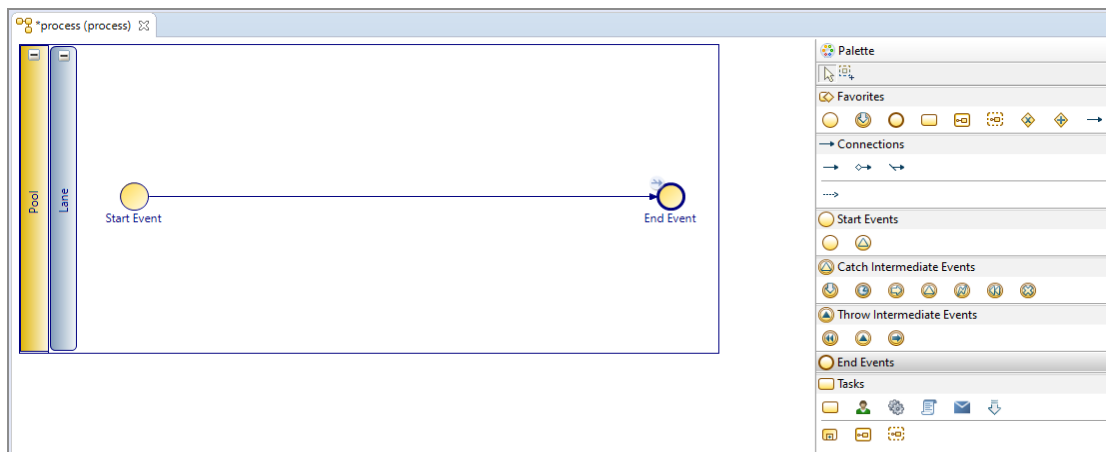 *process (process)
Pool
Lane
Start Event
End Event
Palette
Favorites
Connections
Start Events
Catch Intermediate Events
Throw Intermediate Events
End Events
Tasks